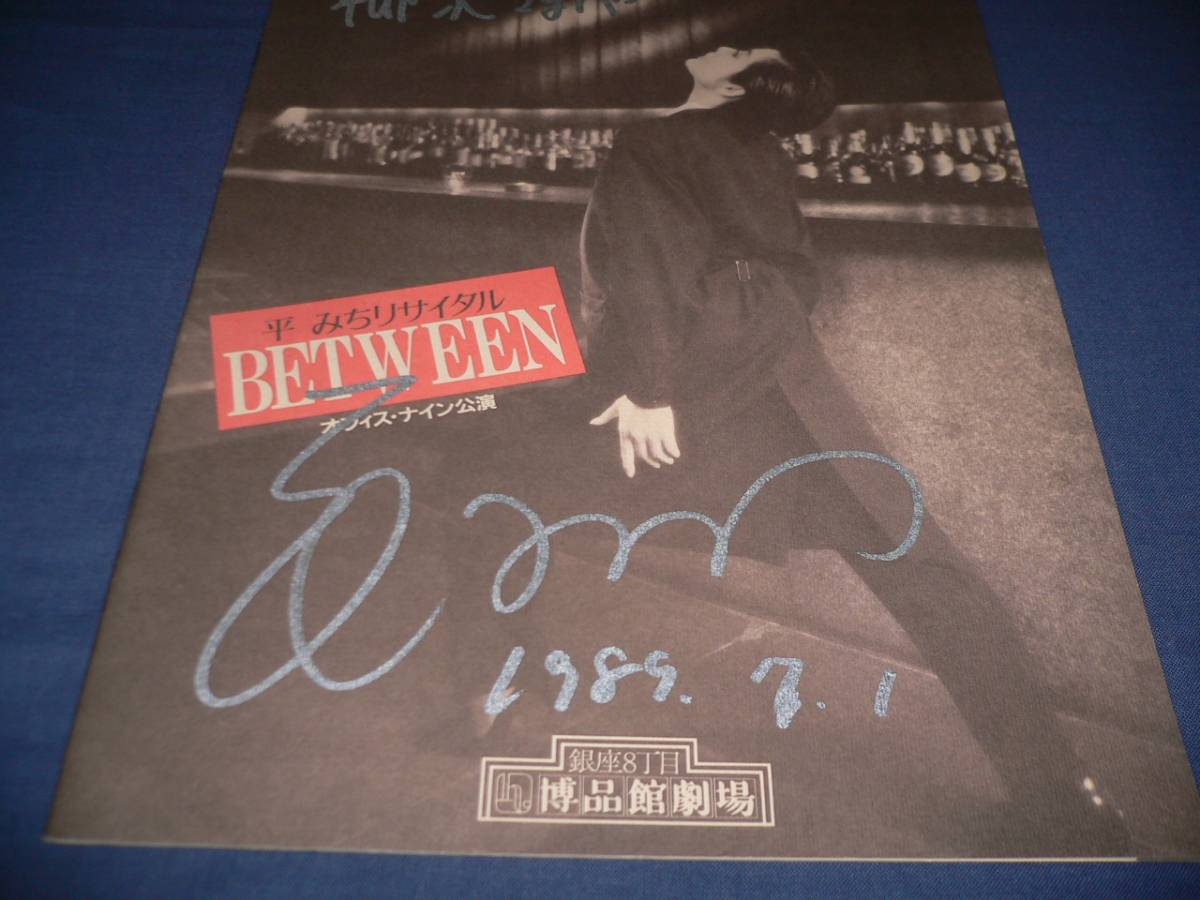 平 みちリサイタル
BETWEEN
オフィス・ナイン公演
1989. 7. 1
銀座8丁目
博品館劇場